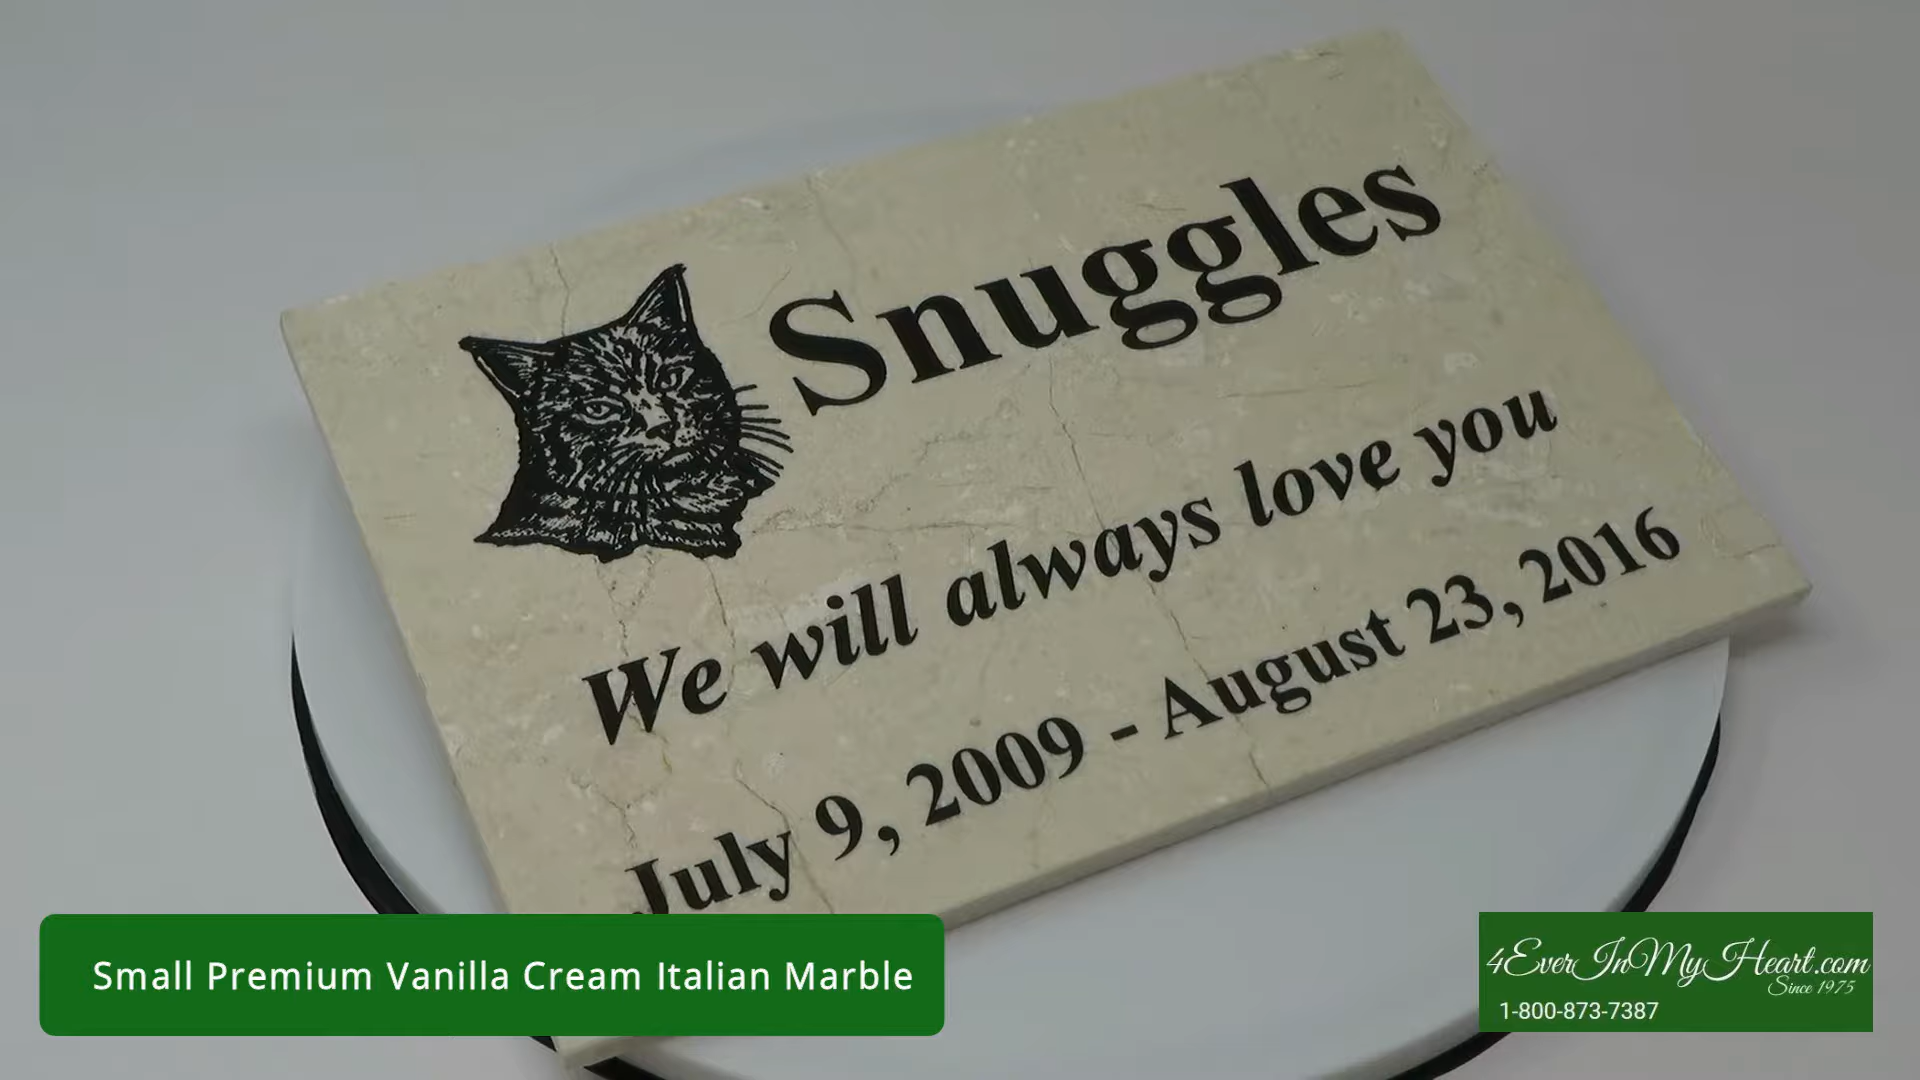 Snuggles
We will always love you
July 9, 2009 - August 23, 2016
Small Premium Vanilla Cream Italian Marble
4EverInMyHeart.com
Since 1975
1-800-873-7387